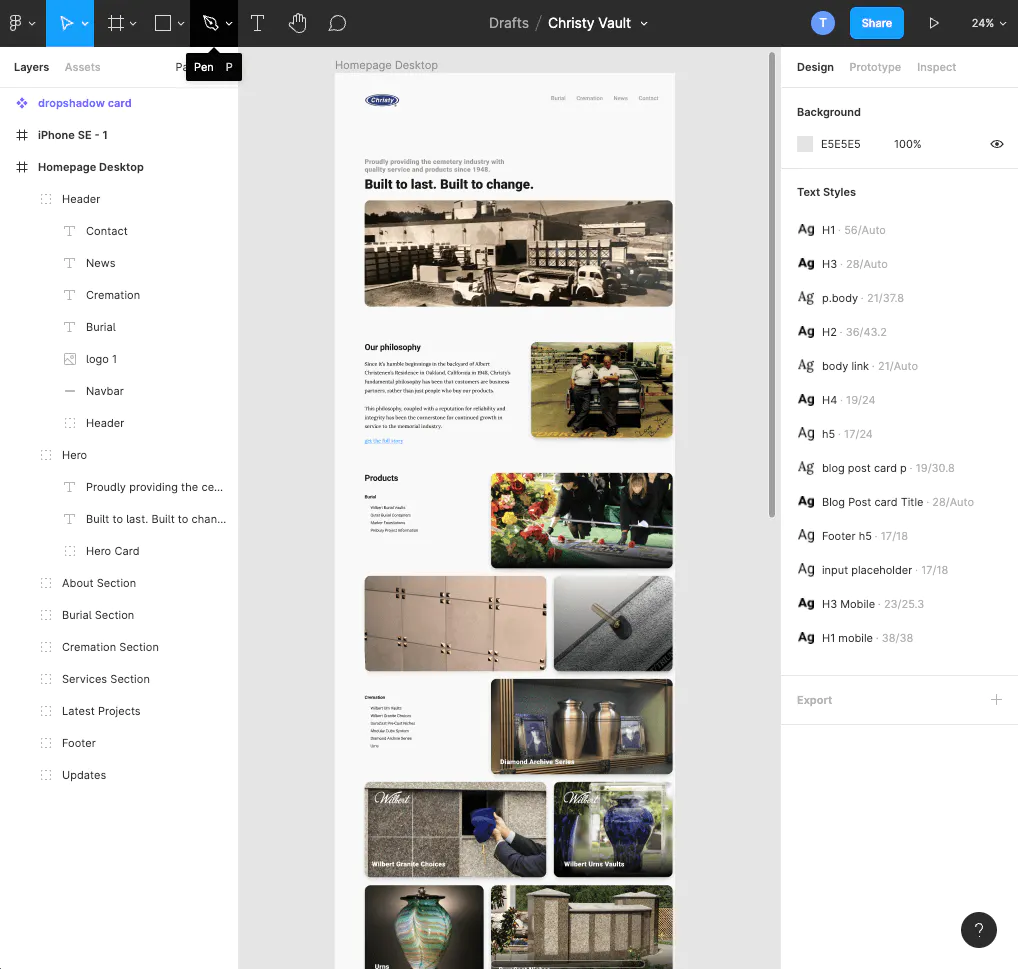 Drafts / Christy Vault
T
Share
24%
Layers
Assets
Pa
Pen P
dropshadow card
iPhone SE - 1
Homepage Desktop
Header
Contact
News
Cremation
Burial
logo 1
Navbar
Header
Hero
Proudly providing the ce...
Built to last. Built to chan...
Hero Card
About Section
Burial Section
Cremation Section
Services Section
Latest Projects
Footer
Updates
Homepage Desktop
Christy
Burial Cremation News Contact
Proudly providing the cemetery industry with
quality service and products since 1948.
Built to last. Built to change.
Our philosophy
Since it's humble beginnings in the backyard of Albert
Christensen's Residence in Oakland, California in 1948, Christy's
fundamental philosophy has been that customers are business
partners, rather than just people who buy our products.
This philosophy, coupled with a reputation for reliability and
integrity has been the cornerstone for continued growth in
service to the memorial industry.
get the full story
Products
Burial
Wilbert Burial Vaults
Outer Burial Containers
Marker Foundations
Prebury Project Information
Cremation
Wilbert Urn Vaults
Wilbert Granite Choices
Diamond Archive Series
Urns
Diamond Archive Series
Wilbert
Wilbert Granite Choices
Wilbert
Wilbert Urns Vaults
Urns
Design
Prototype
Inspect
Background
E5E5E5 100%
Text Styles
Ag H1 · 56/Auto
Ag H3 · 28/Auto
Ag p.body · 21/37.8
Ag H2 · 36/43.2
Ag body link · 21/Auto
Ag H4 · 19/24
Ag h5 · 17/24
Ag blog post card p · 19/30.8
Ag Blog Post card Title · 28/Auto
Ag Footer h5 · 17/18
Ag input placeholder · 17/18
Ag H3 Mobile · 23/25.3
Ag H1 mobile · 38/38
Export
?